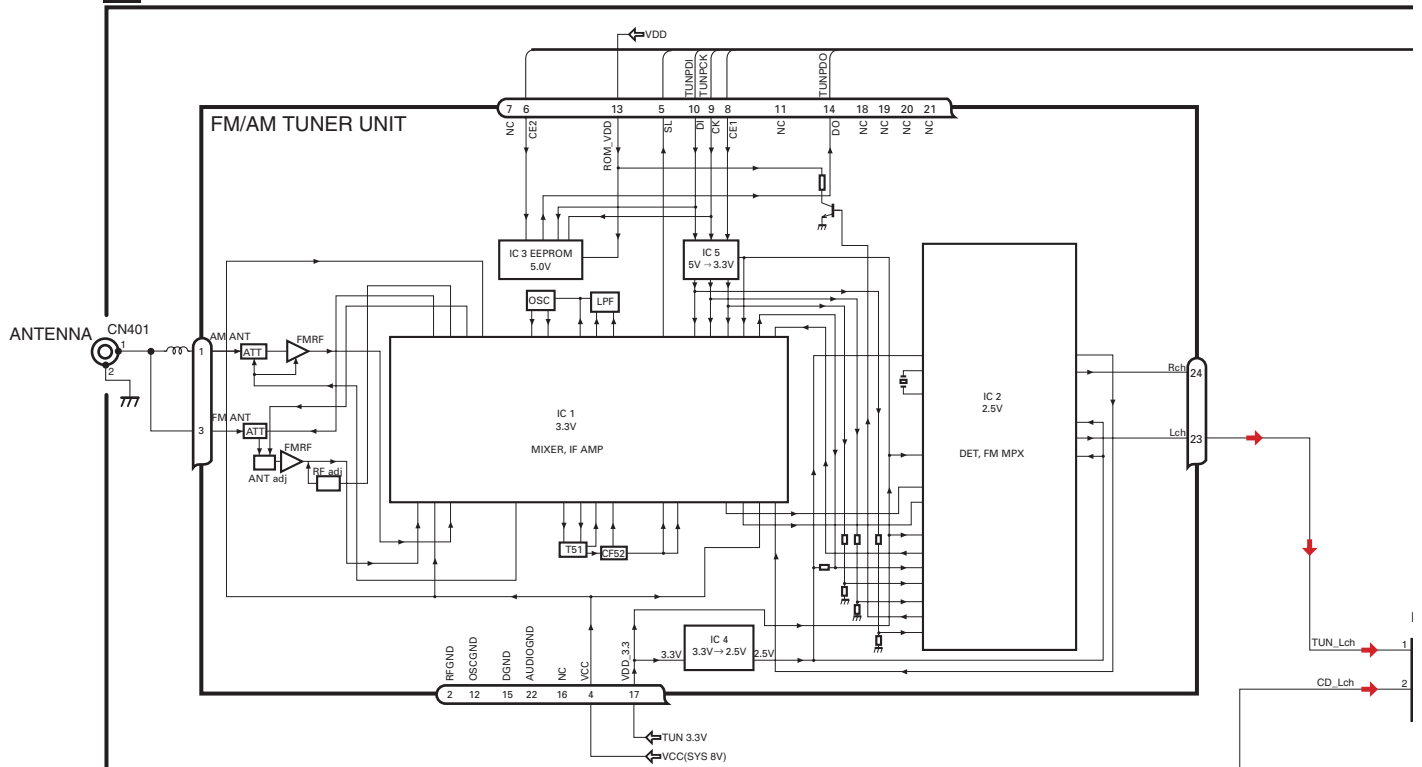 VDD
TUNPDI
TUNPCK
TUNPDO
7 6 13 5 10 9 8 11 14 18 19 20 21
NC CE2 ROM_VDD SL DI CK CE1 NC DO NC NC NC NC
FM/AM TUNER UNIT
IC 3 EEPROM
5.0V
IC 5
5V → 3.3V
OSC
LPF
ANTENNA
CN401
1
2
1
AM ANT
ATT
FMRF
3
FM ANT
ATT
FMRF
ANT adj
RF adj
IC 1
3.3V
MIXER, IF AMP
T51
CF52
IC 2
2.5V
DET, FM MPX
Rch
24
Lch
23
IC 4
3.3V → 2.5V
3.3V
2.5V
RFGND OSCGND DGND AUDIOGND NC VCC VDD_3.3
2 12 15 22 16 4 17
TUN 3.3V
VCC(SYS 8V)
TUN_Lch
1
CD_Lch
2